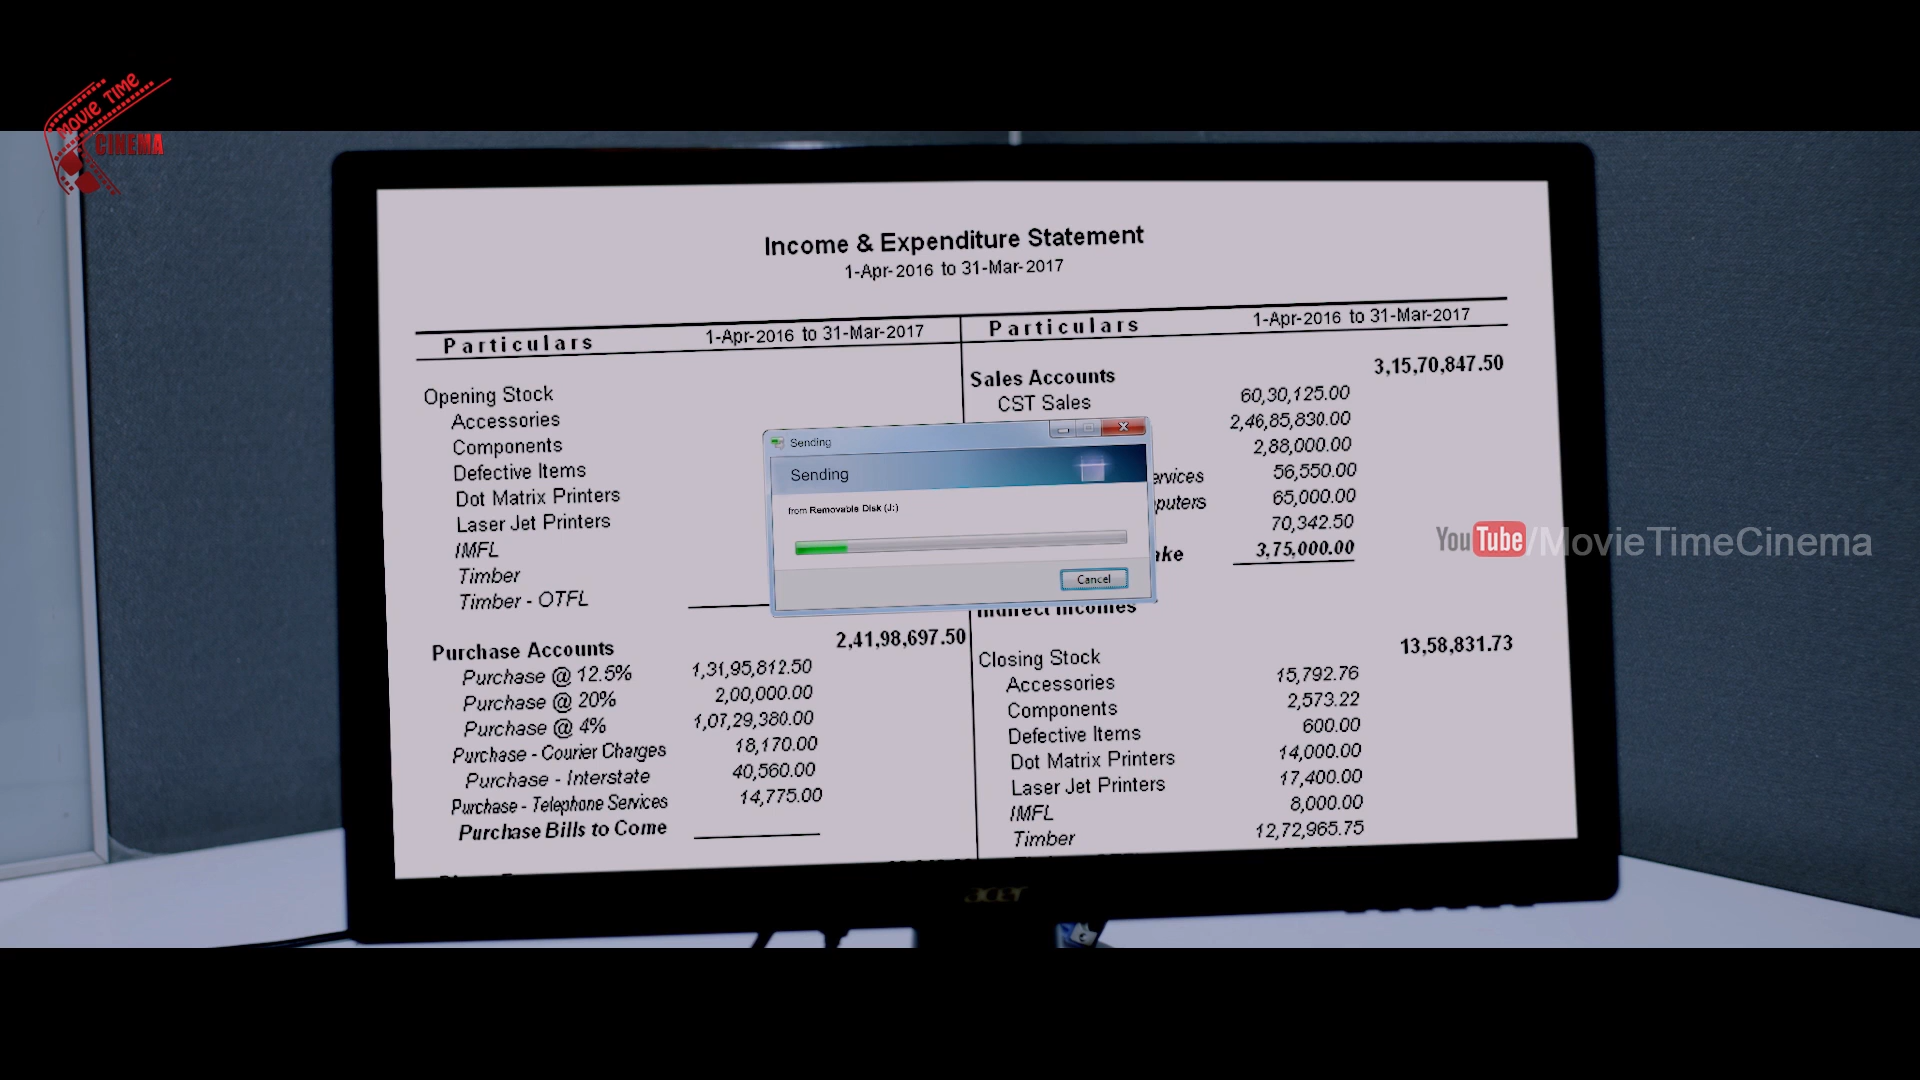 MOVIE TIME
CINEMA
Income & Expenditure Statement
1-Apr-2016 to 31-Mar-2017
Particulars 1-Apr-2016 to 31-Mar-2017 Particulars 1-Apr-2016 to 31-Mar-2017
Opening Stock
Accessories
Components
Defective Items
Dot Matrix Printers
Laser Jet Printers
IMFL
Timber
Timber - OTFL
Purchase Accounts 2,41,98,697.50
Purchase @ 12.5% 1,31,95,812.50
Purchase @ 20% 2,00,000.00
Purchase @ 4% 1,07,29,380.00
Purchase - Courier Charges 18,170.00
Purchase - Interstate 40,560.00
Purchase - Telephone Services 14,775.00
Purchase Bills to Come
Sales Accounts 3,15,70,847.50
CST Sales 60,30,125.00
2,46,85,830.00
2,88,000.00
ervices 56,550.00
puters 65,000.00
70,342.50
ake 3,75,000.00
Indirect Incomes
Closing Stock 13,58,831.73
Accessories 15,792.76
Components 2,573.22
Defective Items 600.00
Dot Matrix Printers 14,000.00
Laser Jet Printers 17,400.00
IMFL 8,000.00
Timber 12,72,965.75
Sending
Sending
from Removable Disk (J:)
Cancel
YouTube/MovieTimeCinema
acer